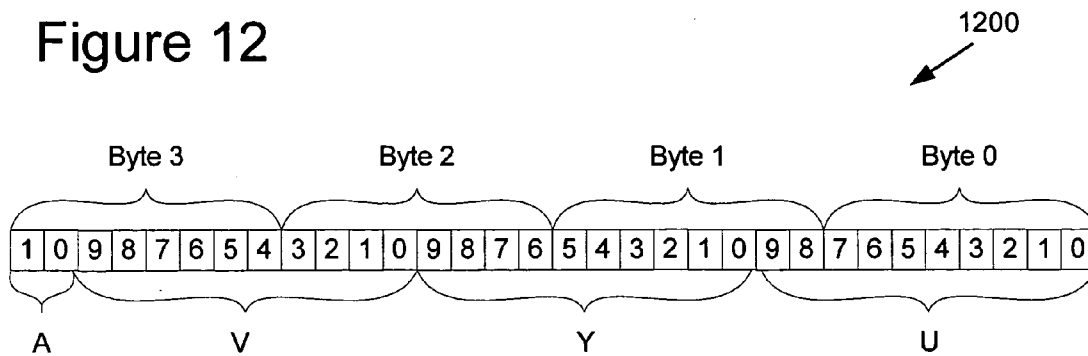 Figure 12
1200
Byte 3 Byte 2 Byte 1 Byte 0
1 0 9 8 7 6 5 4 3 2 1 0 9 8 7 6 5 4 3 2 1 0 9 8 7 6 5 4 3 2 1 0
A V Y U